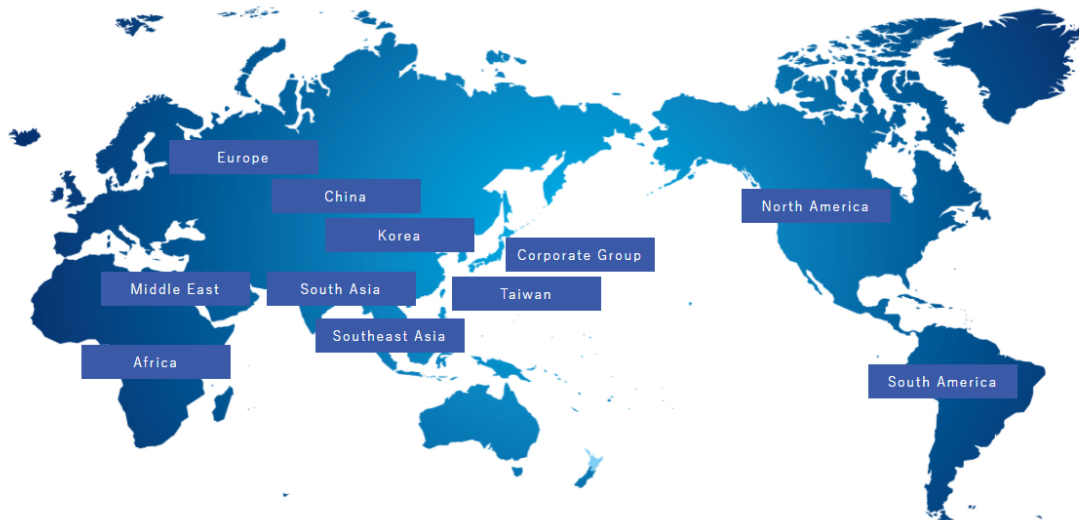 Europe
China
North America
Korea
Corporate Group
Middle East
South Asia
Taiwan
Southeast Asia
Africa
South America